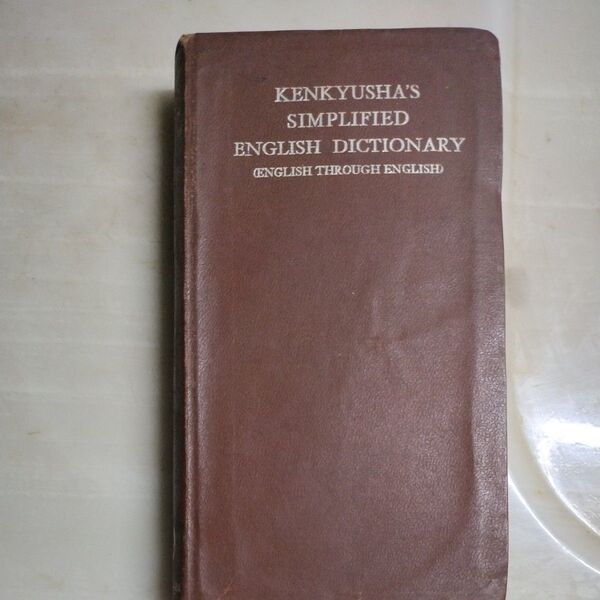 KENKYUSHA'S
SIMPLIFIED
ENGLISH DICTIONARY
(ENGLISH THROUGH ENGLISH)